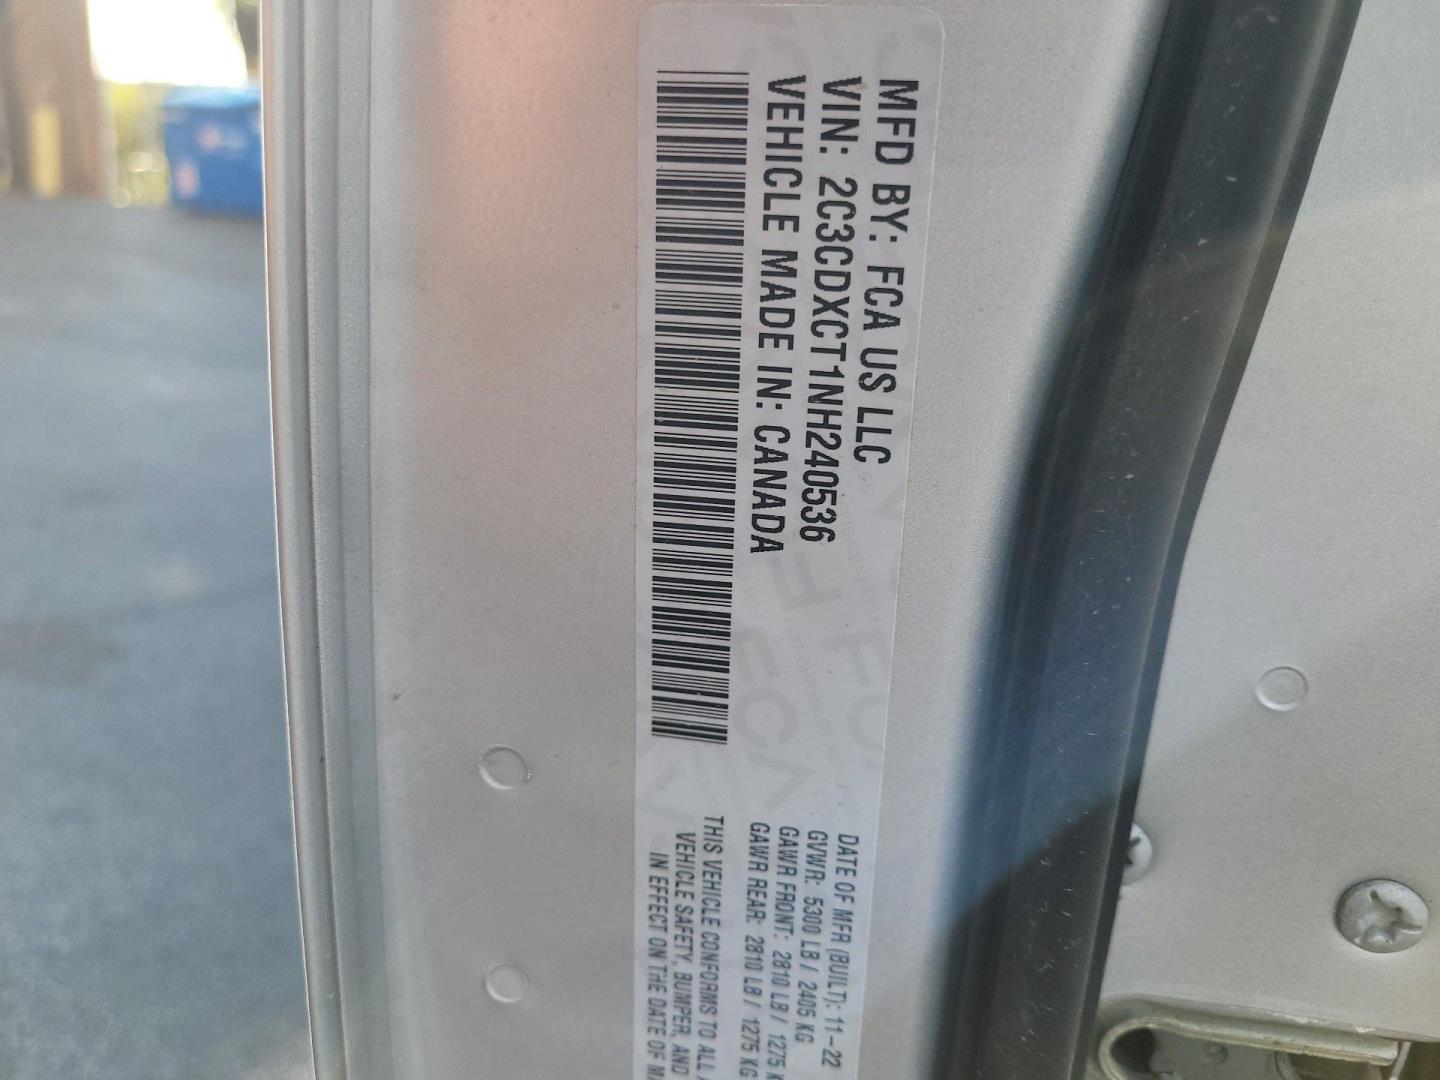 MFD BY: FCA US LLC
VIN: 2C3CDXCT1NH240536
VEHICLE MADE IN: CANADA
DATE OF MFR (BUILT): 11-22
GVWR: 5300 LB / 2405 KG
GAWR FRONT: 2810 LB / 1275 K
GAWR REAR: 2810 LB / 1275 KG
THIS VEHICLE CONFORMS TO ALL
VEHICLE SAFETY, BUMPER, AND
IN EFFECT ON THE DATE OF M